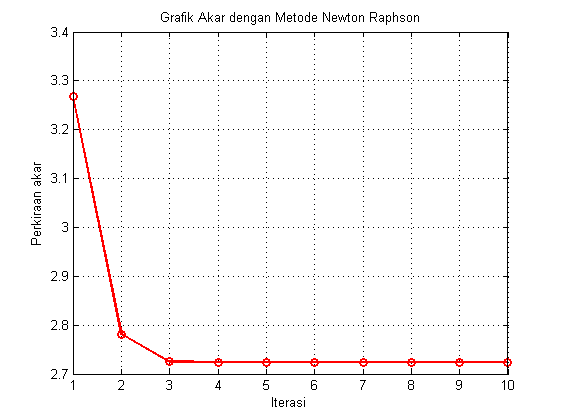 Grafik Akar dengan Metode Newton Raphson
3.4
3.3
3.2
3.1
3
2.9
2.8
2.7
Perkiraan akar
1 2 3 4 5 6 7 8 9 10
Iterasi